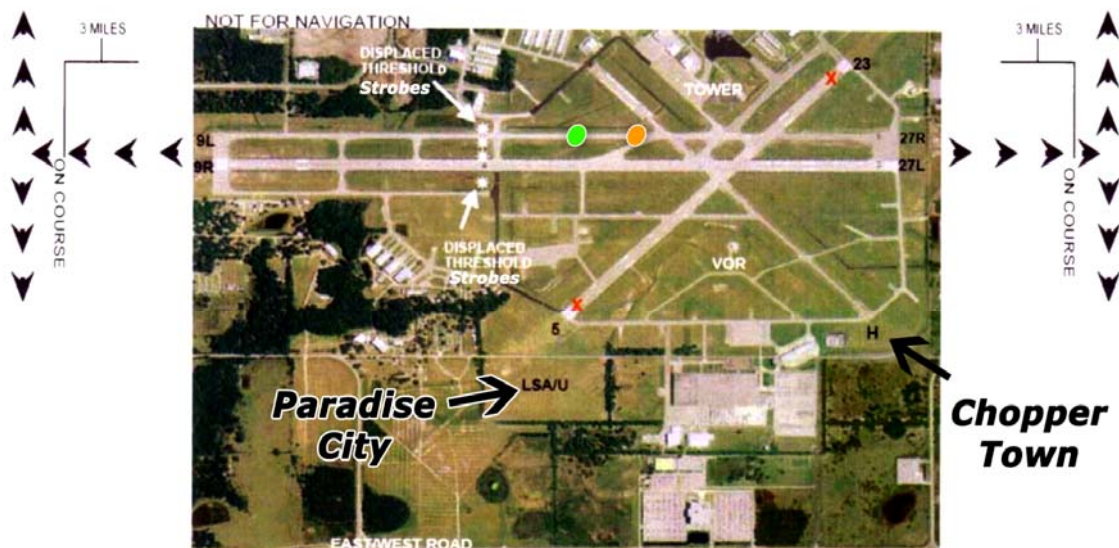 NOT FOR NAVIGATION
3 MILES
3 MILES
DISPLACED
THRESHOLD
Strobes
TOWER
23
9L
27R
9R
27L
ON COURSE
ON COURSE
DISPLACED
THRESHOLD
Strobes
VOR
X
X
5
H
LSA/U
Paradise
City
Chopper
Town
EAST/WEST ROAD